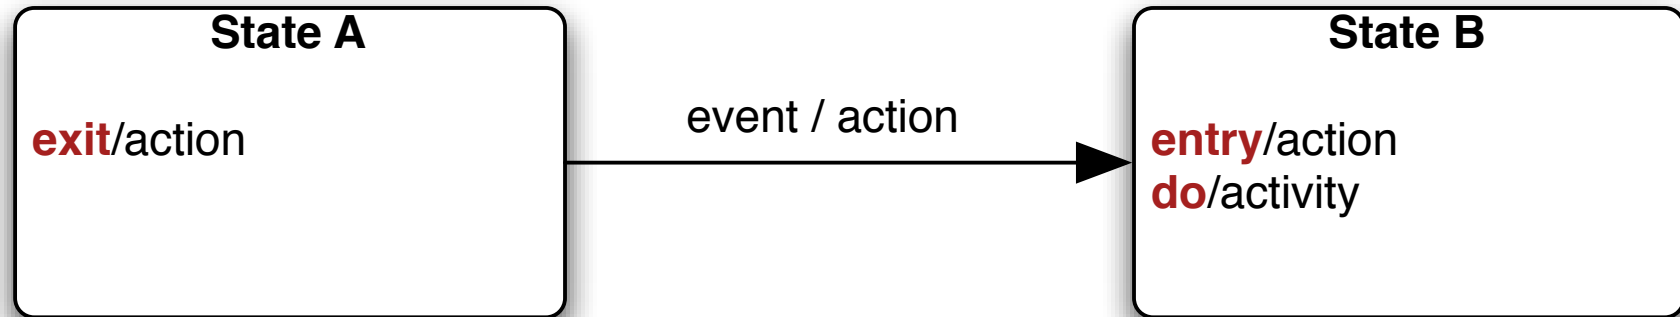 State A
exit/action
event / action
State B
entry/action
do/activity